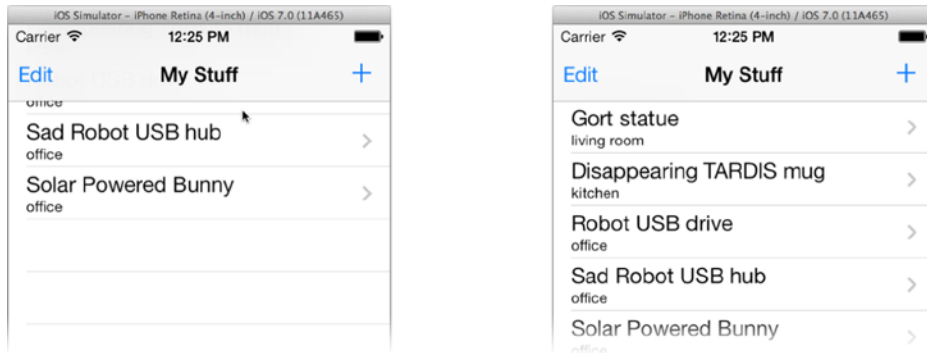 iOS Simulator – iPhone Retina (4-inch) / iOS 7.0 (11A465)
Carrier 12:25 PM
Edit My Stuff +
office
Sad Robot USB hub
office
Solar Powered Bunny
office
iOS Simulator – iPhone Retina (4-inch) / iOS 7.0 (11A465)
Carrier 12:25 PM
Edit My Stuff +
Gort statue
living room
Disappearing TARDIS mug
kitchen
Robot USB drive
office
Sad Robot USB hub
office
Solar Powered Bunny
office